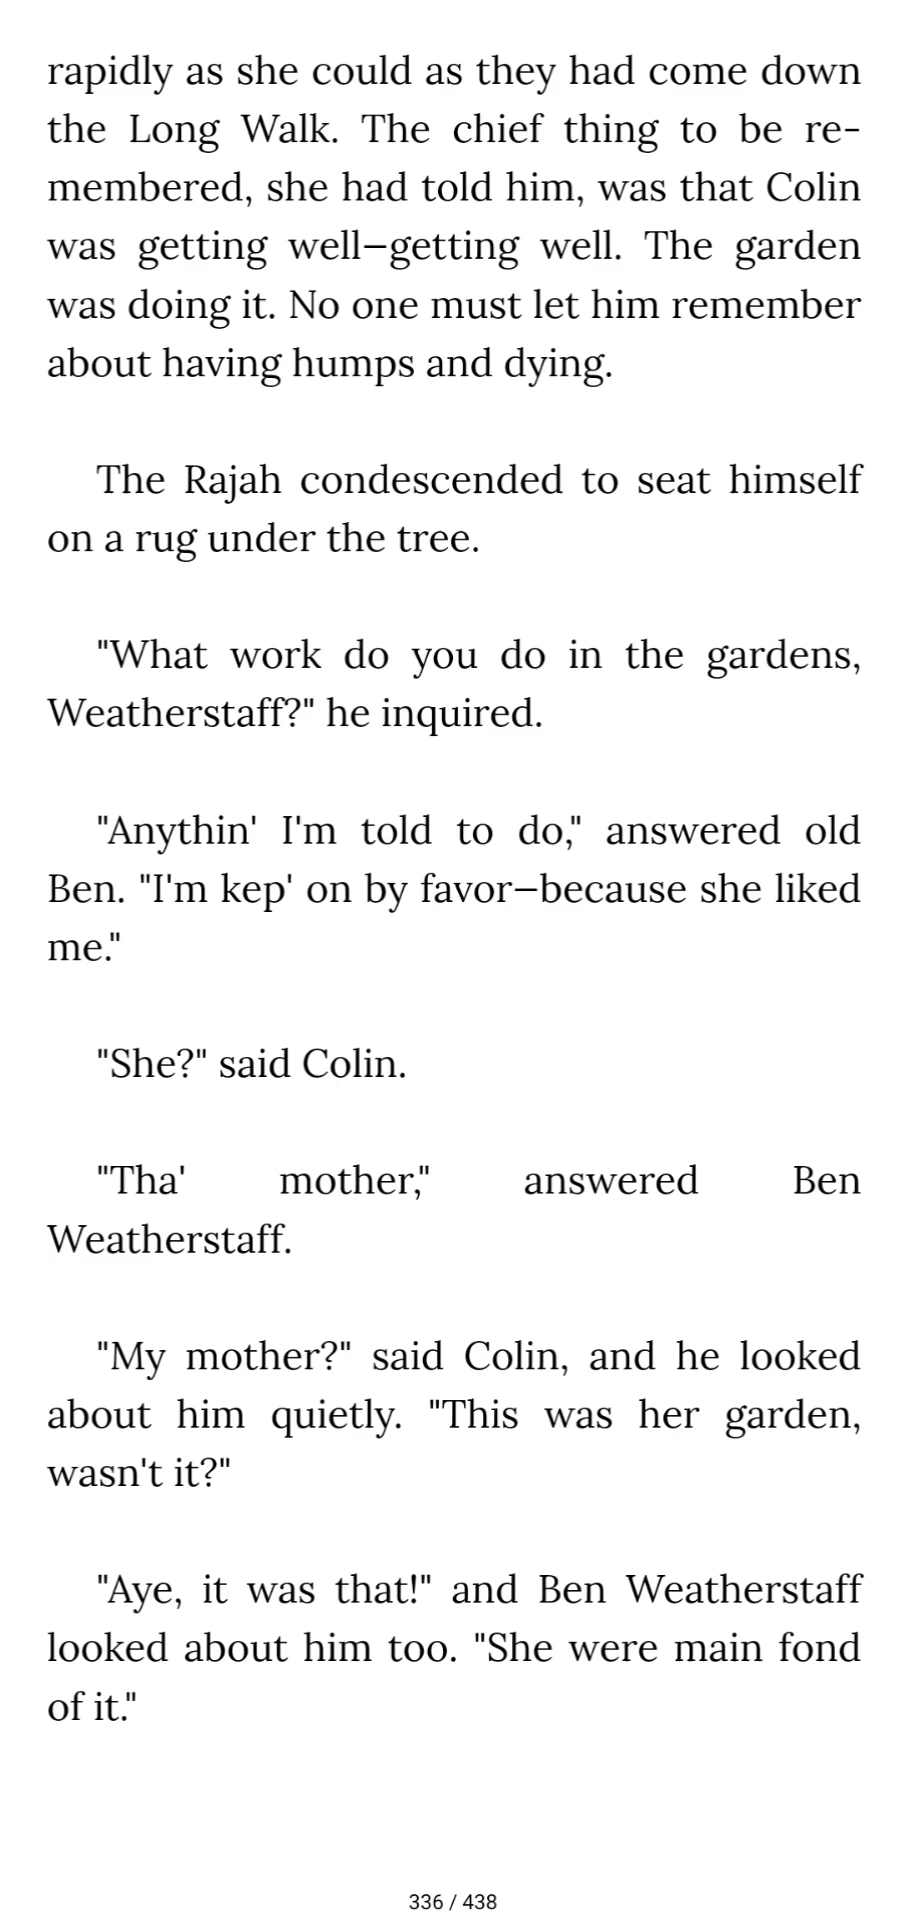 rapidly as she could as they had come down
the Long Walk. The chief thing to be re-
membered, she had told him, was that Colin
was getting well—getting well. The garden
was doing it. No one must let him remember
about having humps and dying.
The Rajah condescended to seat himself
on a rug under the tree.
"What work do you do in the gardens,
Weatherstaff?" he inquired.
"Anythin' I'm told to do," answered old
Ben. "I'm kep' on by favor—because she liked
me."
"She?" said Colin.
"Tha' mother," answered Ben
Weatherstaff.
"My mother?" said Colin, and he looked
about him quietly. "This was her garden,
wasn't it?"
"Aye, it was that!" and Ben Weatherstaff
looked about him too. "She were main fond
of it."
336 / 438